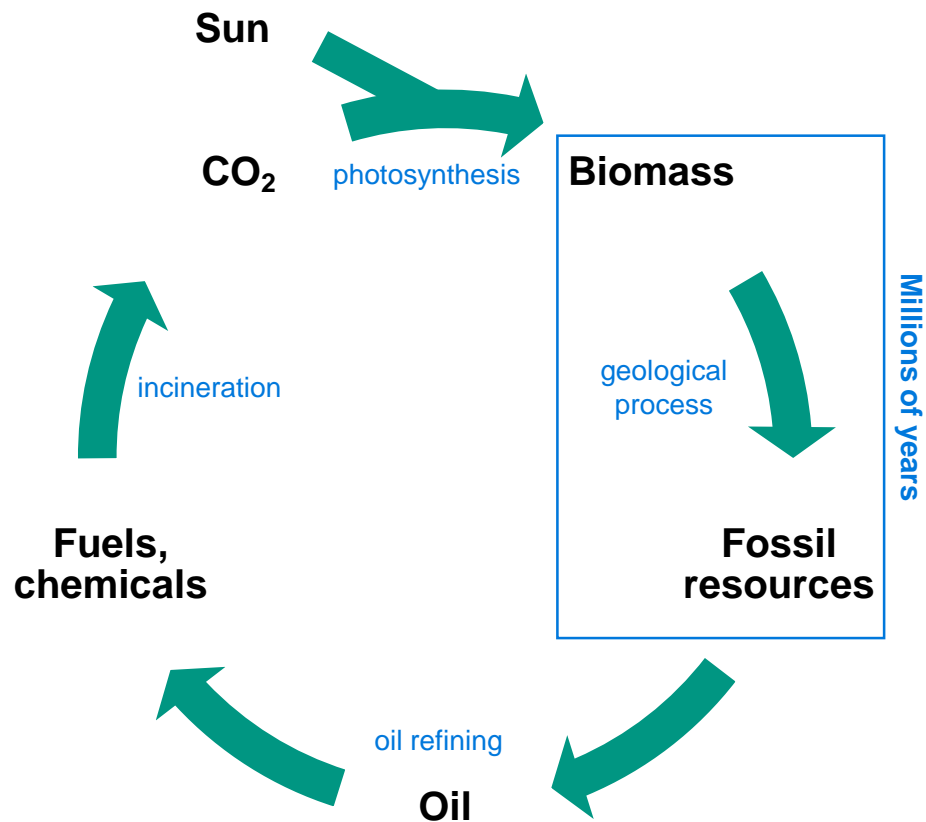 Sun
CO₂
photosynthesis
Biomass
Millions of years
incineration
geological
process
Fuels,
chemicals
Fossil
resources
oil refining
Oil